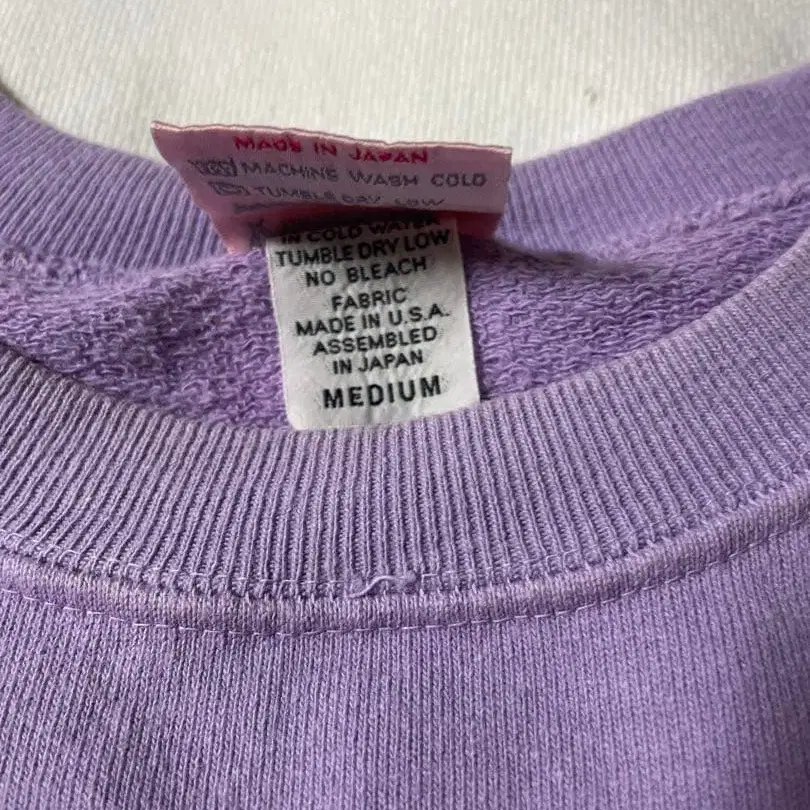 MADE IN JAPAN
MACHINE WASH COLD
TUMBLE DRY LOW
IN COLD WATER
TUMBLE DRY LOW
NO BLEACH
FABRIC
MADE IN U.S.A.
ASSEMBLED
IN JAPAN
MEDIUM